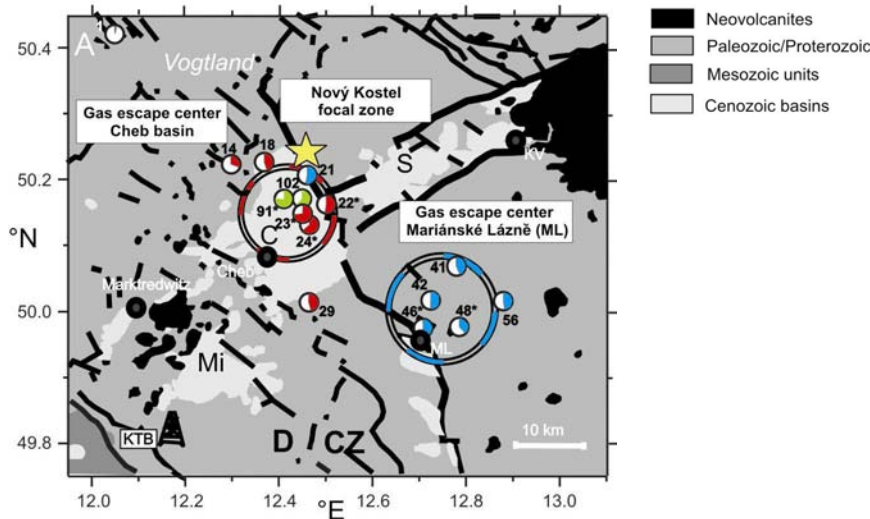 50.4
50.2
50.0
49.8
°N
A
1
Vogtland
Nový Kostel
focal zone
Gas escape center
Cheb basin
14
18
21
102
91*
22*
23*
24*
S
KV
C
Cheb
Gas escape center
Mariánské Lázně (ML)
41
42
46*
48*
56
ML
Marktredwitz
29
Mi
KTB
D
CZ
10 km
12.0
12.2
12.4
12.6
12.8
13.0
°E
Neovolcanites
Paleozoic/Proterozoic
Mesozoic units
Cenozoic basins